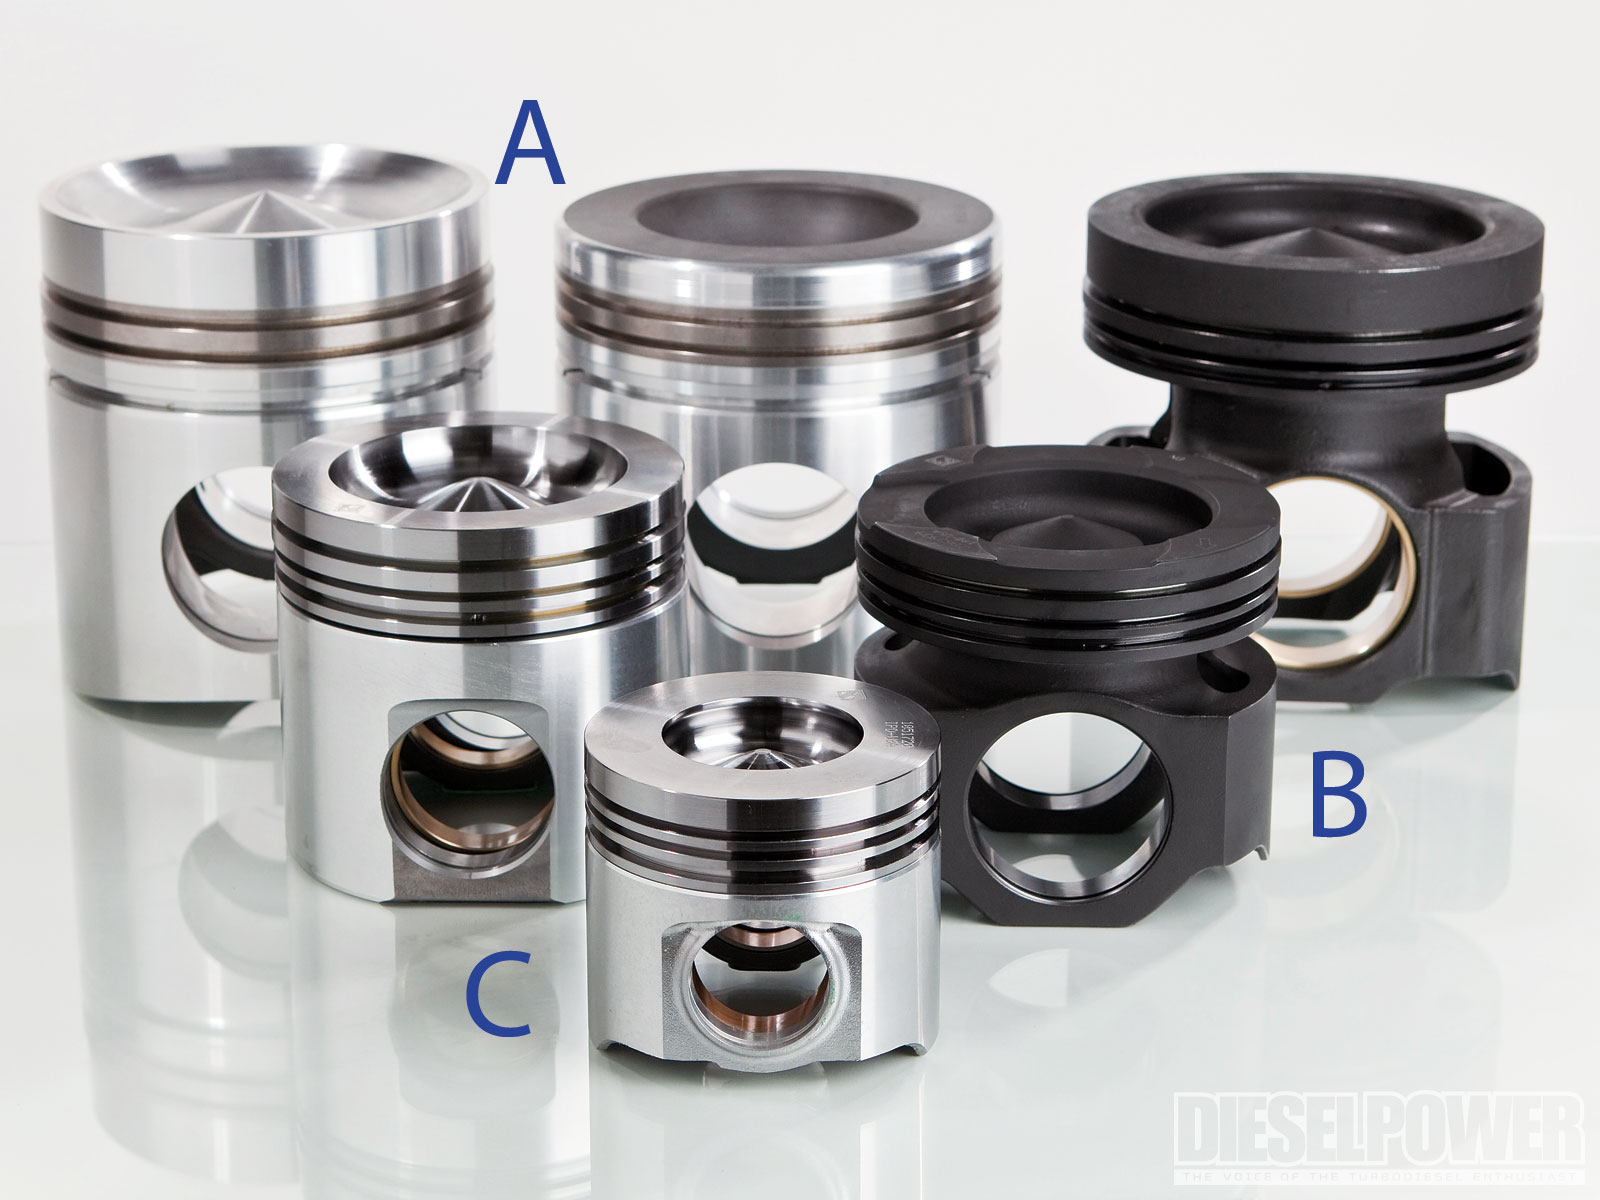 A
B
C
DIESELPOWER
THE VOICE OF THE TURBODIESEL ENTHUSIAST